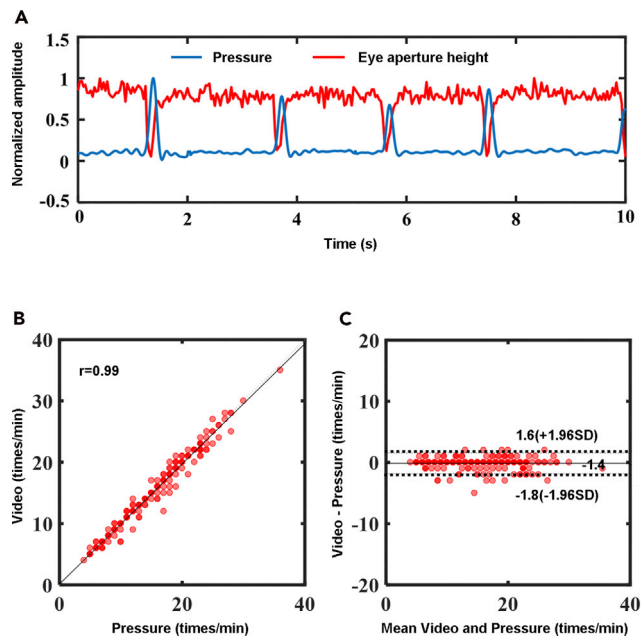 A
Pressure
Eye aperture height
Normalized amplitude
1.5
1
0.5
0
-0.5
0
2
4
6
8
10
Time (s)
B
r=0.99
Video (times/min)
40
30
20
10
0
0
20
40
Pressure (times/min)
C
Video - Pressure (times/min)
20
10
0
-10
-20
1.6(+1.96SD)
-1.4
-1.8(-1.96SD)
0
10
20
30
40
Mean Video and Pressure (times/min)